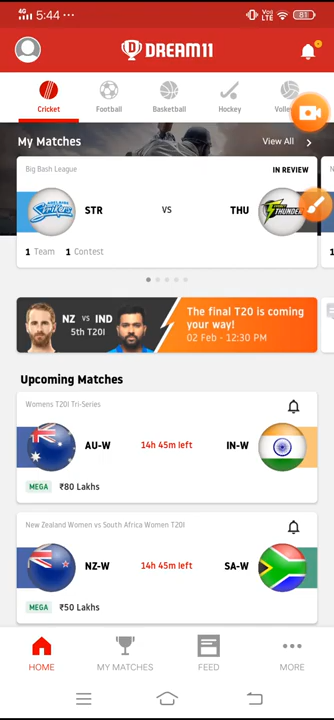 4G 5:44 ... Vo) LTE 81
DREAM11
Cricket Football Basketball Hockey
My Matches View All
Big Bash League IN REVIEW
STR VS THU
1 Team 1 Contest
NZ VS IND
5th T20I
The final T20 is coming
your way!
02 Feb - 12:30 PM
Upcoming Matches
Womens T20I Tri-Series
AU-W 14h 45m left IN-W
MEGA ₹80 Lakhs
New Zealand Women vs South Africa Women T20I
NZ-W 14h 45m left SA-W
MEGA ₹50 Lakhs
HOME MY MATCHES FEED MORE